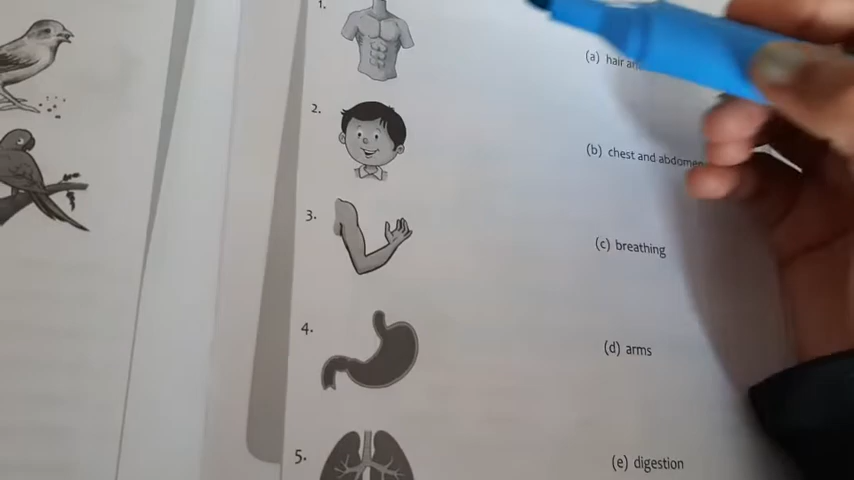 1.
(a) hair
2.
(b) chest and abdomen
3.
(c) breathing
4.
(d) arms
5.
(e) digestion